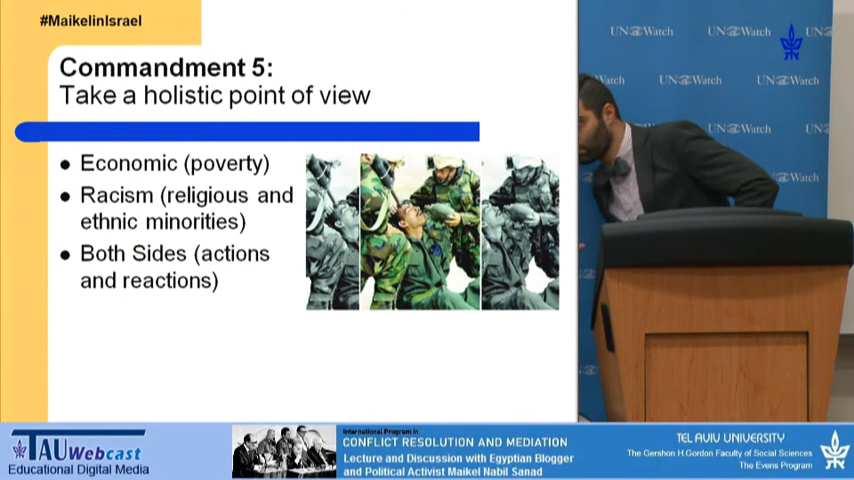 #MaikelinIsrael
Commandment 5:
Take a holistic point of view
Economic (poverty)
Racism (religious and
ethnic minorities)
Both Sides (actions
and reactions)
UN Watch UN Watch UN
Watch UN Watch UN Watch
UN Watch UN
Watch
TAU Webcast
Educational Digital Media
International Program in
CONFLICT RESOLUTION AND MEDIATION
Lecture and Discussion with Egyptian Blogger
and Political Activist Maikel Nabil Sanad
TEL AVIV UNIVERSITY
The Gershon H.Gordon Faculty of Social Sciences
The Evens Program